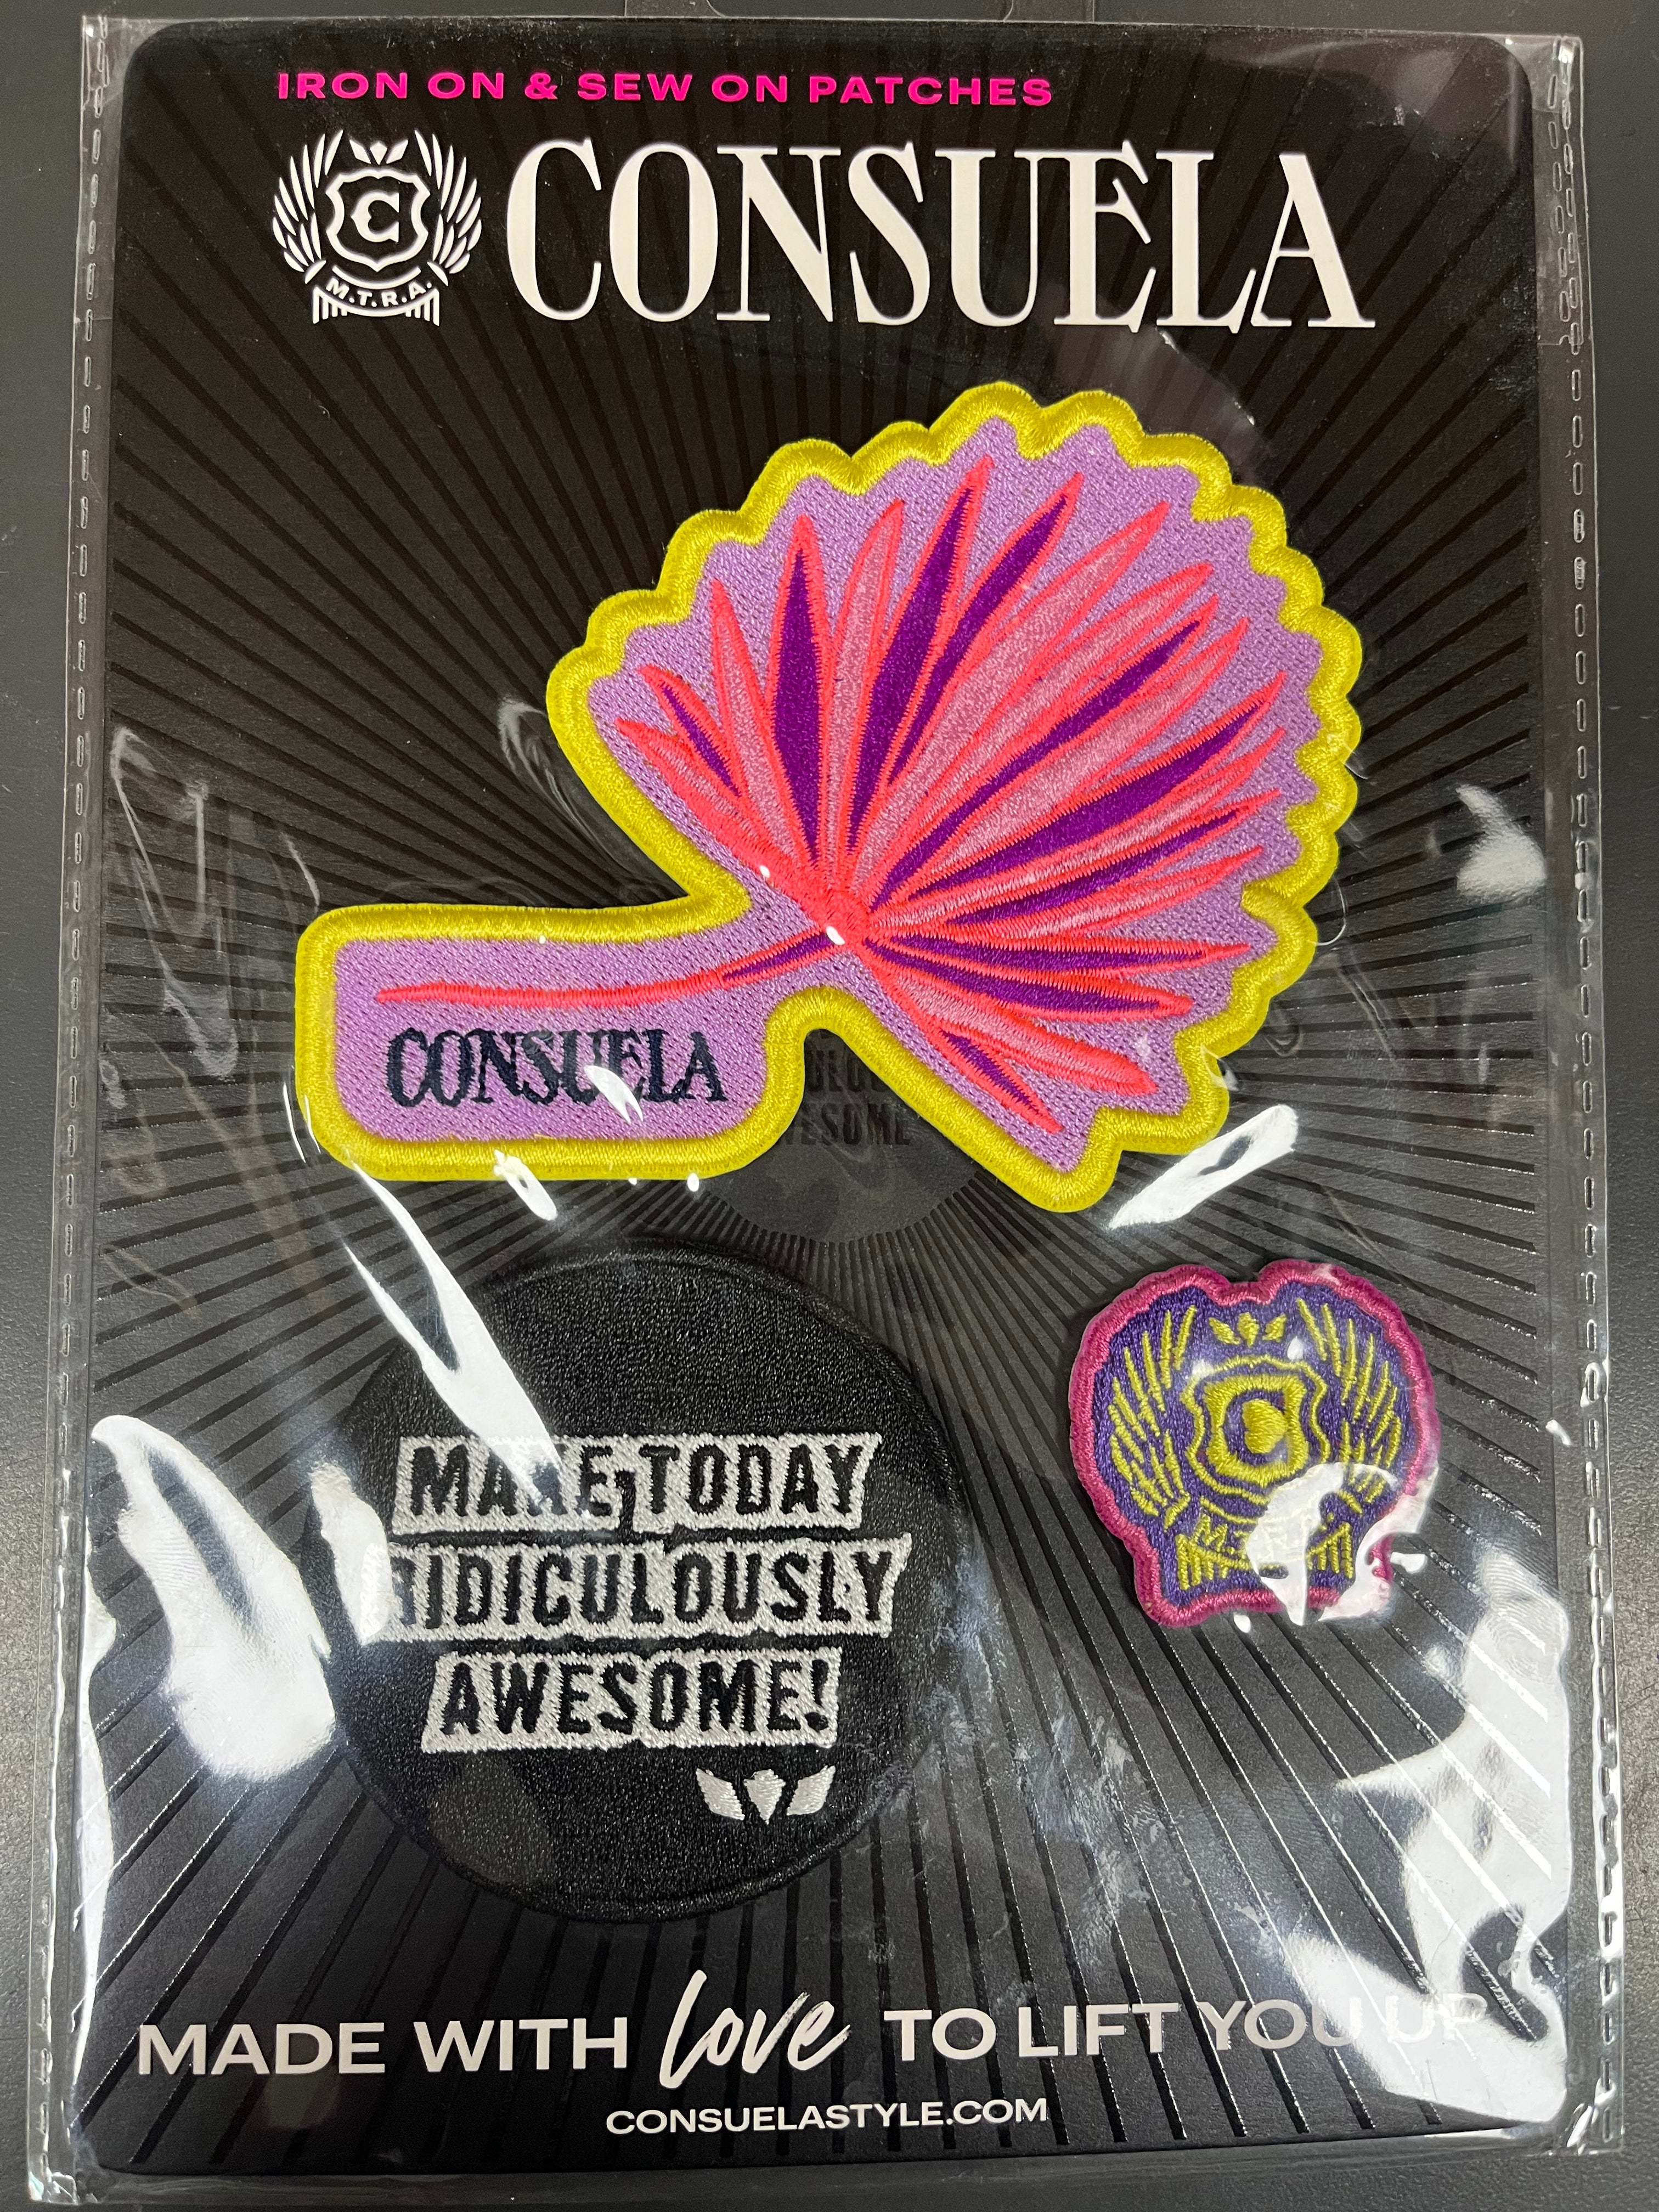 IRON ON & SEW ON PATCHES
C
M.T.R.A.
CONSUELA
CONSUELA
AWESOME
MAKE TODAY
RIDICULOUSLY
AWESOME!
C
MADE WITH love TO LIFT YOU UP
CONSUELASTYLE.COM